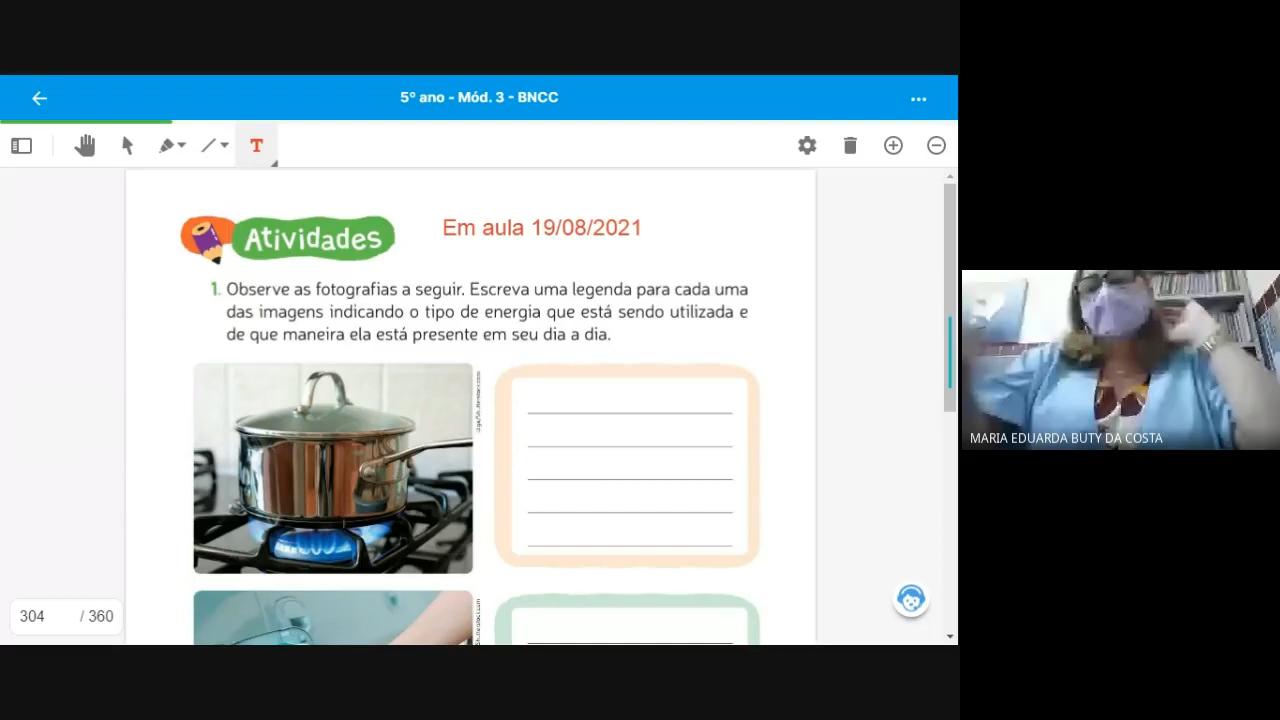 5º ano - Mód. 3 - BNCC
T
Atividades
Em aula 19/08/2021
1. Observe as fotografias a seguir. Escreva uma legenda para cada uma
das imagens indicando o tipo de energia que está sendo utilizada e
de que maneira ela está presente em seu dia a dia.
MARIA EDUARDA BUTY DA COSTA
304 / 360